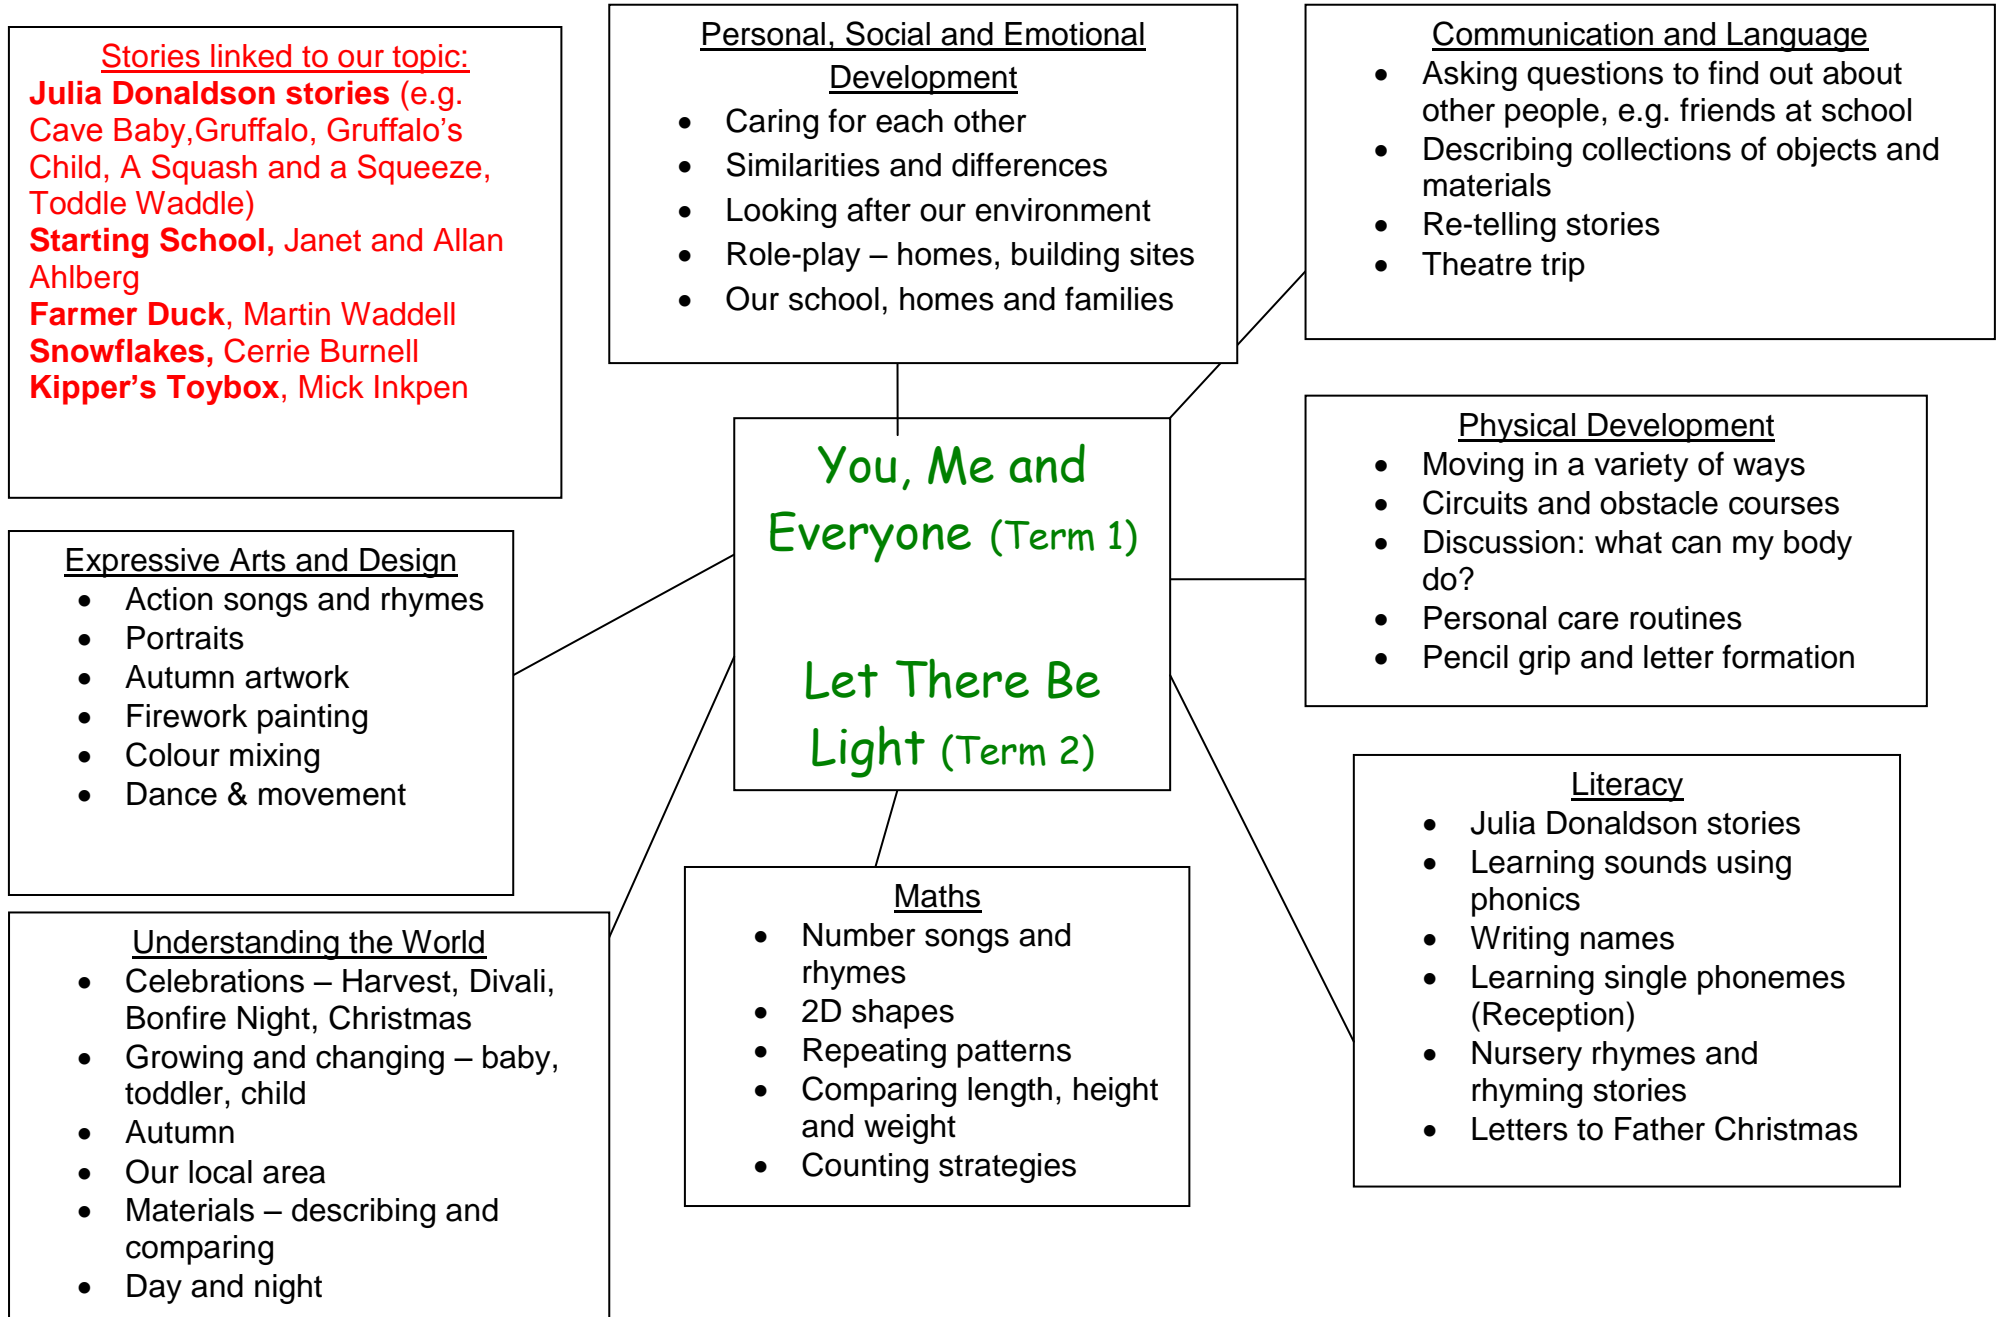 Stories linked to our topic:
Julia Donaldson stories (e.g.
Cave Baby,Gruffalo, Gruffalo’s
Child, A Squash and a Squeeze,
Toddle Waddle)
Starting School, Janet and Allan
Ahlberg
Farmer Duck, Martin Waddell
Snowflakes, Cerrie Burnell
Kipper’s Toybox, Mick Inkpen
Personal, Social and Emotional
Development
• Caring for each other
• Similarities and differences
• Looking after our environment
• Role-play – homes, building sites
• Our school, homes and families
Communication and Language
• Asking questions to find out about
other people, e.g. friends at school
• Describing collections of objects and
materials
• Re-telling stories
• Theatre trip
You, Me and
Everyone (Term 1)
Let There Be
Light (Term 2)
Physical Development
• Moving in a variety of ways
• Circuits and obstacle courses
• Discussion: what can my body
do?
• Personal care routines
• Pencil grip and letter formation
Expressive Arts and Design
• Action songs and rhymes
• Portraits
• Autumn artwork
• Firework painting
• Colour mixing
• Dance & movement
Understanding the World
• Celebrations – Harvest, Divali,
Bonfire Night, Christmas
• Growing and changing – baby,
toddler, child
• Autumn
• Our local area
• Materials – describing and
comparing
• Day and night
Maths
• Number songs and
rhymes
• 2D shapes
• Repeating patterns
• Comparing length, height
and weight
• Counting strategies
Literacy
• Julia Donaldson stories
• Learning sounds using
phonics
• Writing names
• Learning single phonemes
(Reception)
• Nursery rhymes and
rhyming stories
• Letters to Father Christmas